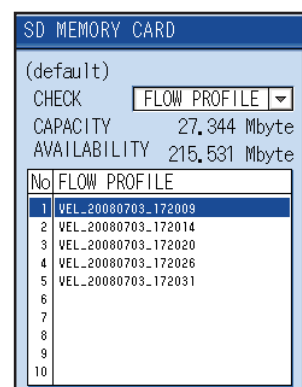 SD MEMORY CARD
(default)
CHECK FLOW PROFILE
CAPACITY 27.344 Mbyte
AVAILABILITY 215.531 Mbyte
No FLOW PROFILE
1 VEL_20080703_172009
2 VEL_20080703_172014
3 VEL_20080703_172020
4 VEL_20080703_172026
5 VEL_20080703_172031
6
7
8
9
10